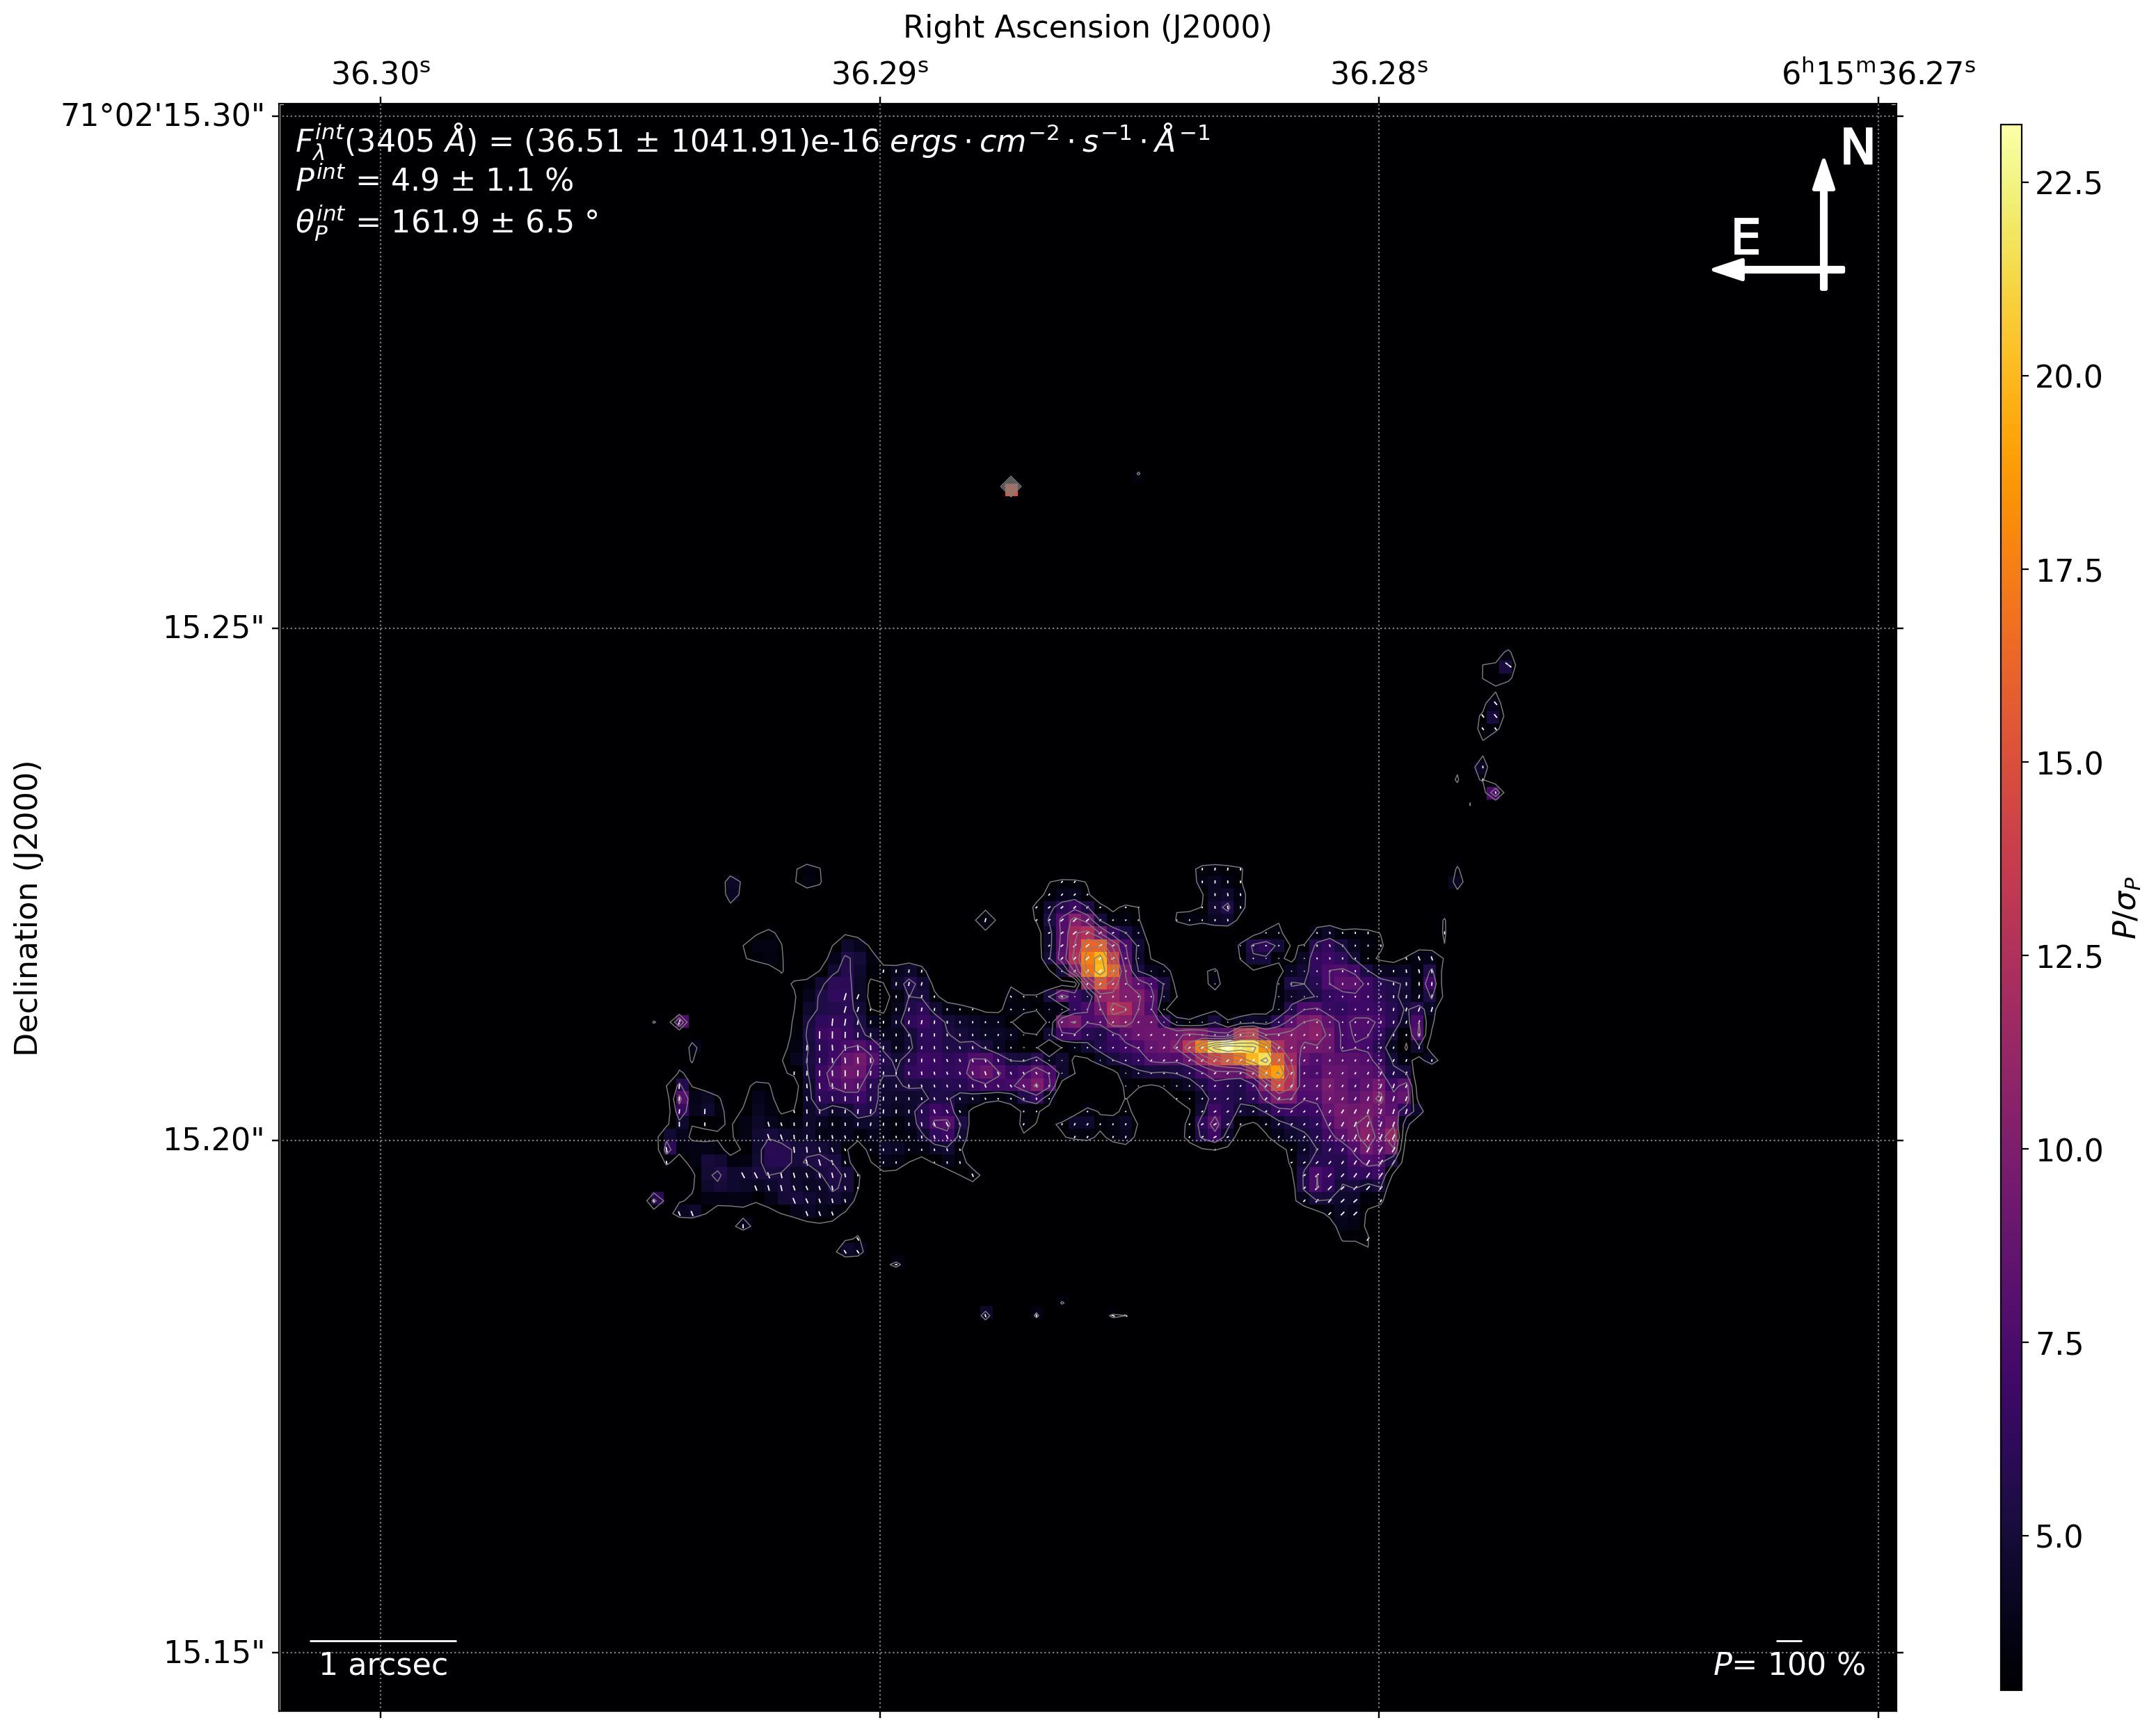 Right Ascension (J2000)
36.30ˢ 36.29ˢ 36.28ˢ 6ʰ15ᵐ36.27ˢ
71°02'15.30"
F_λ^int(3405 Å) = (36.51 ± 1041.91)e-16 ergs · cm⁻² · s⁻¹ · Å⁻¹
P^int = 4.9 ± 1.1 %
θ_P^int = 161.9 ± 6.5 °
N
E
15.25"
15.20"
15.15"
Declination (J2000)
1 arcsec
P= 100 %
22.5
20.0
17.5
15.0
12.5
10.0
7.5
5.0
P/σ_P